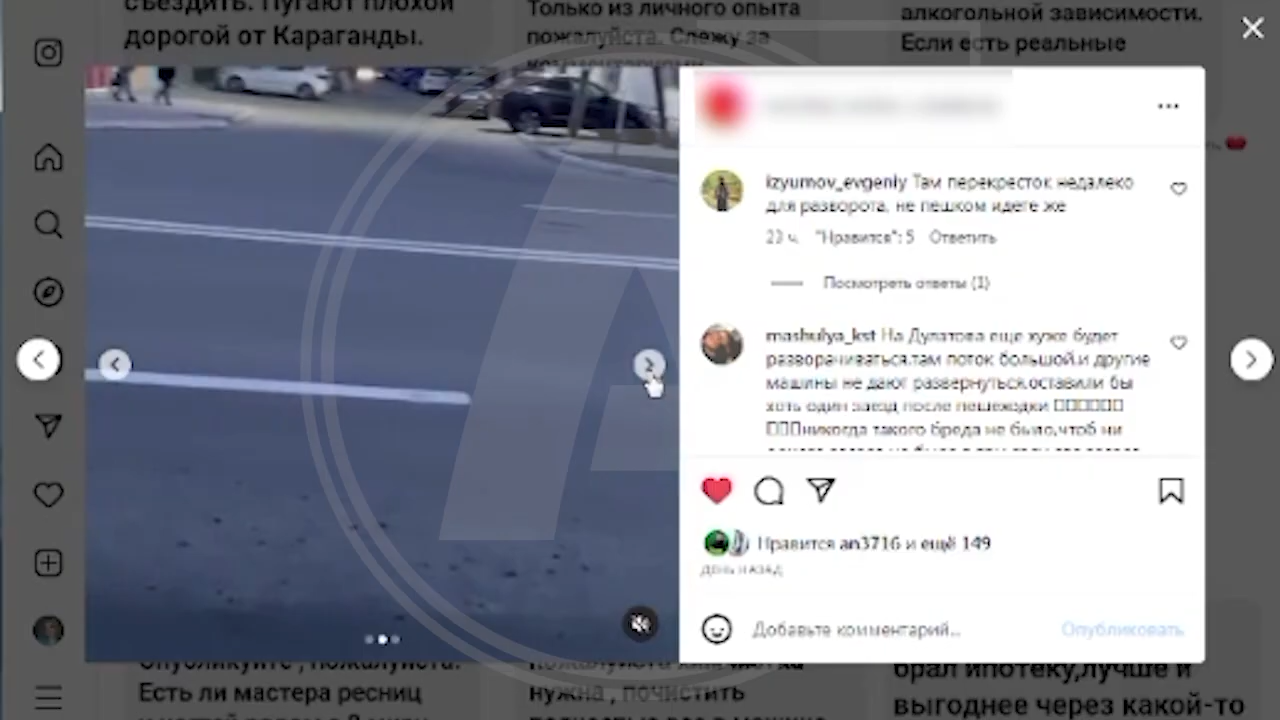 съездить. Пугают плохой
дорогой от Караганды.
Только из личного опыта
пожалуйста. Слежу за
комментариями
алкогольной зависимости.
Если есть реальные
izyumov_evgeniy Там перекресток недалеко
для разворота, не пешком идете же
23 ч. "Нравится": 5 Ответить
Посмотреть ответы (1)
mashulya_kst На Дулатова еще хуже будет
разворачиваться.там поток большой.и другие
машины не дают развернуться.оставили бы
хоть один заезд после пешеходки
никогда такого бреда не было,чтоб ни
Нравится an3716 и ещё 149
ДЕНЬ НАЗАД
Добавьте комментарий...
Опубликовать
Опубликуйте, пожалуйста.
Есть ли мастера ресниц
нужна , почистить
брал ипотеку,лучше и
выгоднее через какой-то